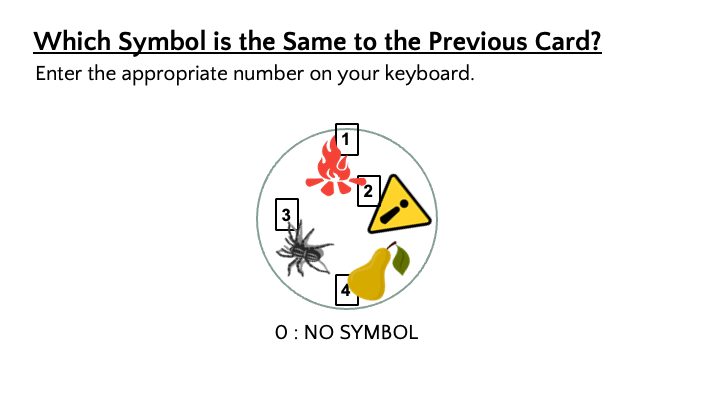 Which Symbol is the Same to the Previous Card?
Enter the appropriate number on your keyboard.
1
2
3
4
0 : NO SYMBOL